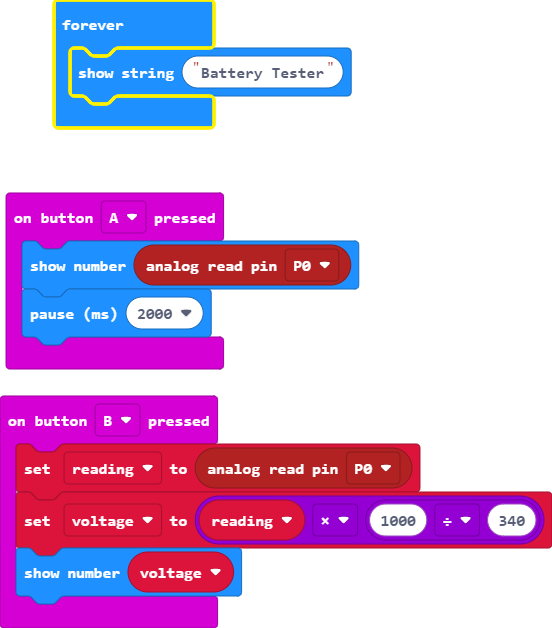 forever
show string "Battery Tester"
on button A pressed
show number analog read pin P0
pause (ms) 2000
on button B pressed
set reading to analog read pin P0
set voltage to reading × 1000 ÷ 340
show number voltage